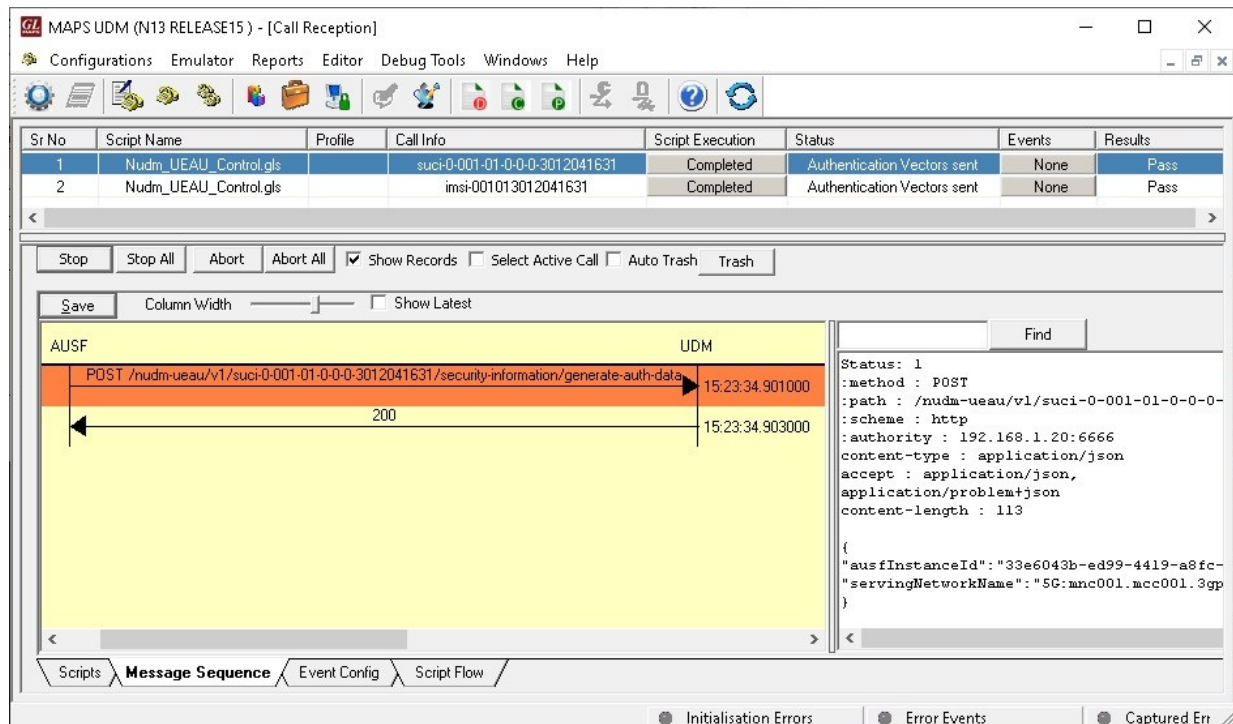 GL MAPS MAPS UDM (N13 RELEASE15 ) - [Call Reception]
Configurations Emulator Reports Editor Debug Tools Windows Help
Sr No Script Name Profile Call Info Script Execution Status Events Results
1 Nudm_UEAU_Control.gls suci-0-001-01-0-0-0-3012041631 Completed Authentication Vectors sent None Pass
2 Nudm_UEAU_Control.gls imsi-001013012041631 Completed Authentication Vectors sent None Pass
Stop Stop All Abort Abort All Show Records Select Active Call Auto Trash Trash
Save Column Width Show Latest
Find
AUSF UDM
POST /nudm-ueau/v1/suci-0-001-01-0-0-0-3012041631/security-information/generate-auth-data
15:23:34.901000
200
15:23:34.903000
Status: 1
:method : POST
:path : /nudm-ueau/v1/suci-0-001-01-0-0-0-
:scheme : http
:authority : 192.168.1.20:6666
content-type : application/json
accept : application/json,
application/problem+json
content-length : 113
{
"ausfInstanceId":"33e6043b-ed99-4419-a8fc-
"servingNetworkName":"5G:mnc001.mcc001.3gp
}
Scripts Message Sequence Event Config Script Flow
Initialisation Errors Error Events Captured Err